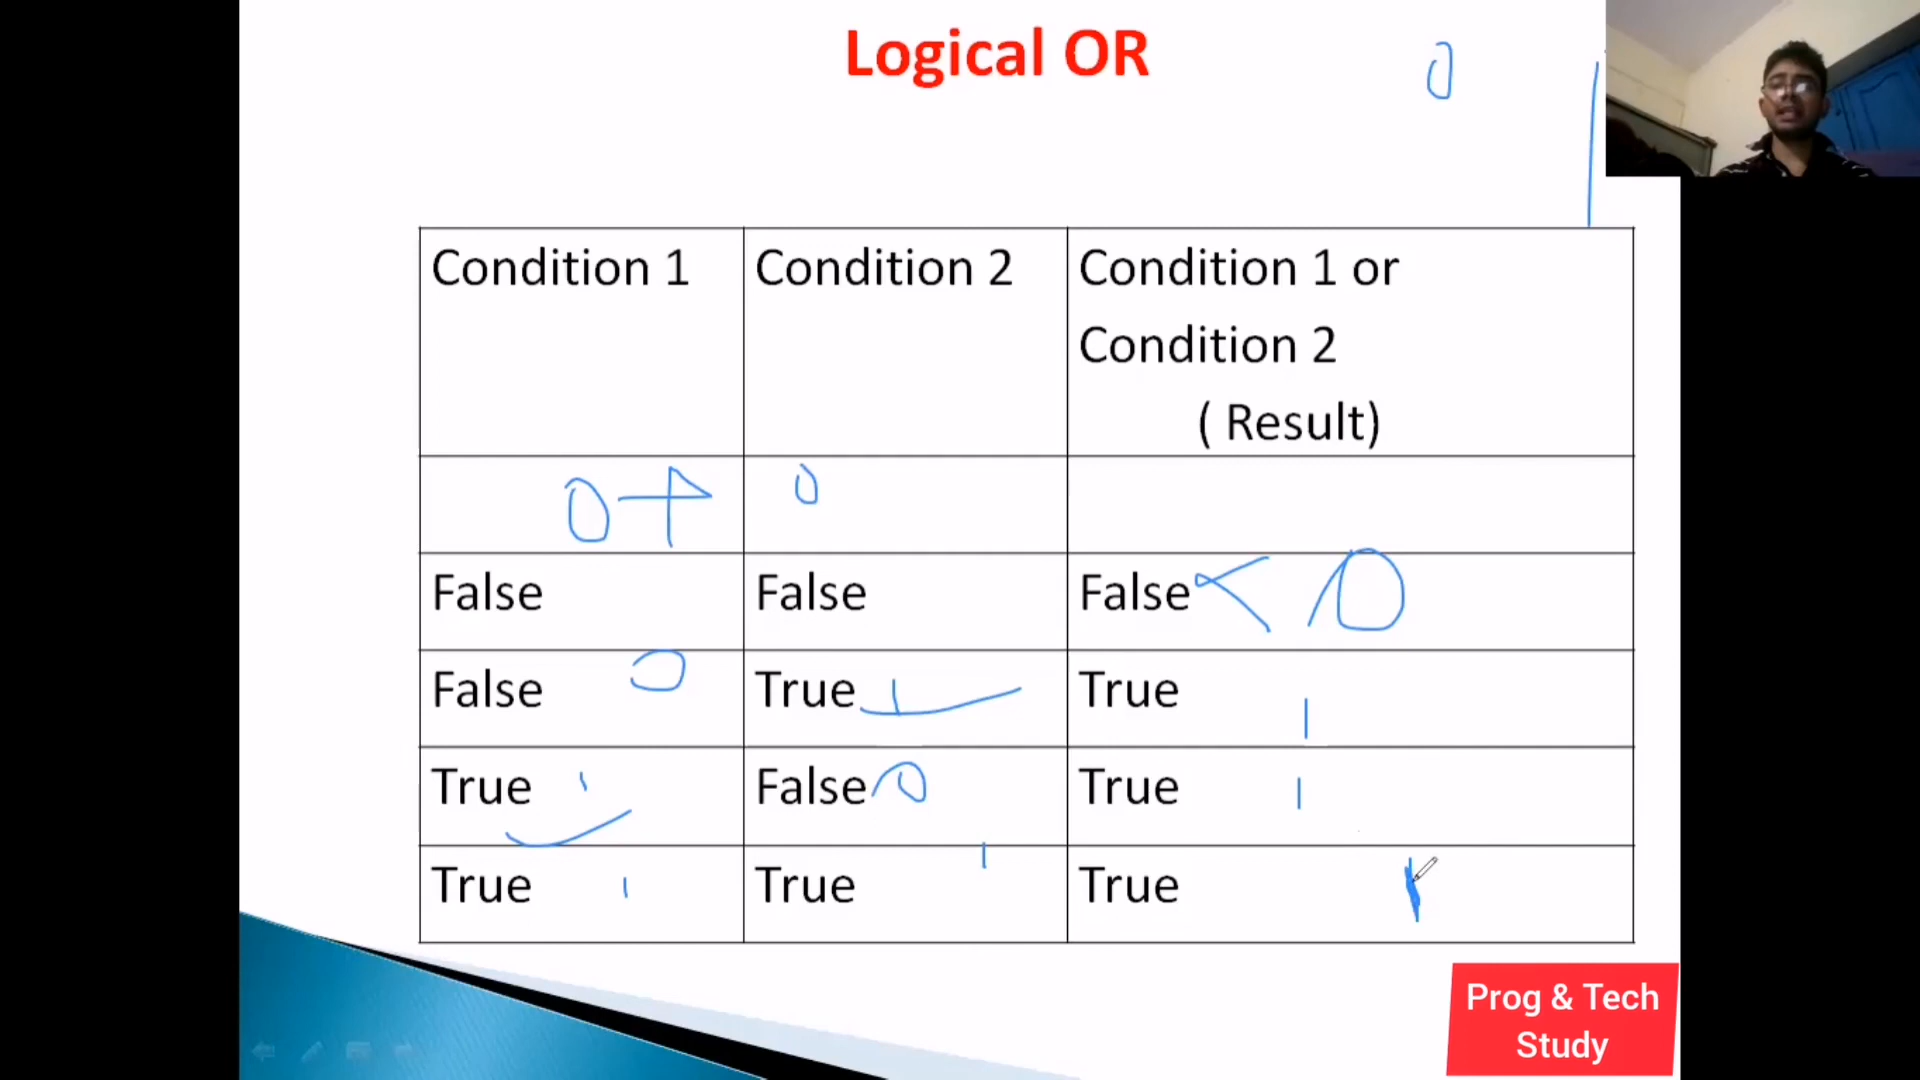 Logical OR
0
Condition 1 Condition 2 Condition 1 or
Condition 2
( Result)
0 + 0
False False False 0
False 0 True 1 True 1
True 1 False 0 True 1
True 1 True 1 True 1
Prog & Tech
Study